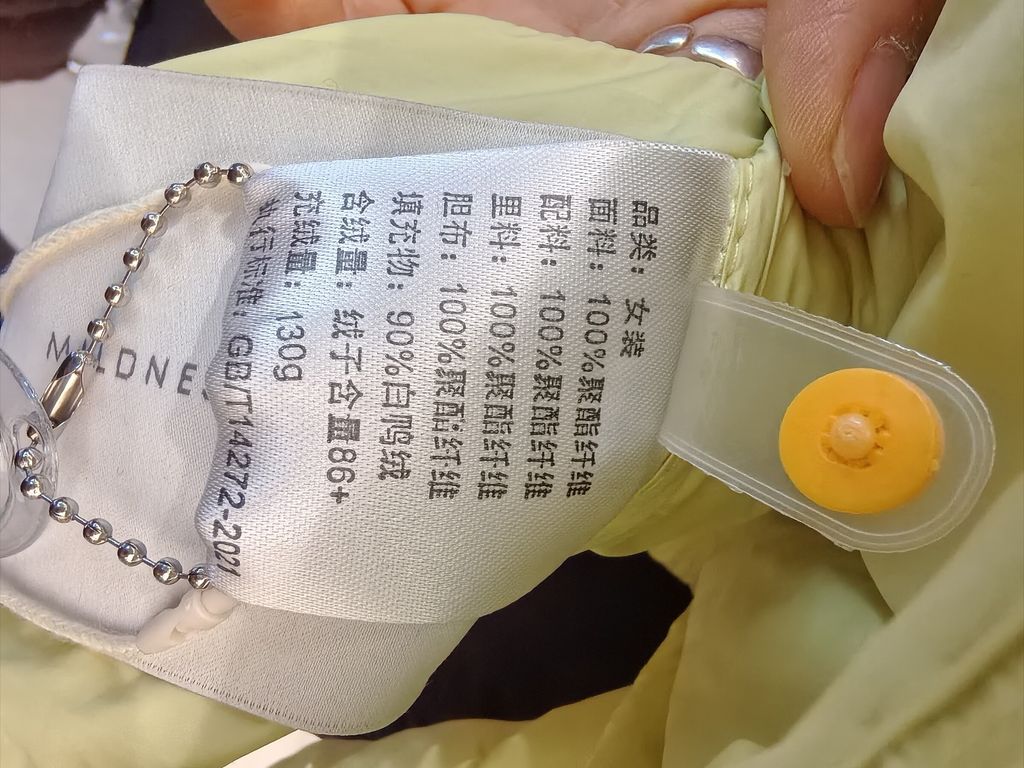 品类: 女装
面料: 100%聚酯纤维
配料: 100%聚酯纤维
里料: 100%聚酯纤维
胆布: 100%聚酯纤维
填充物: 90%白鸭绒
含绒量: 绒子含量86+
充绒量: 130g
执行标准: GB/T14272-2021